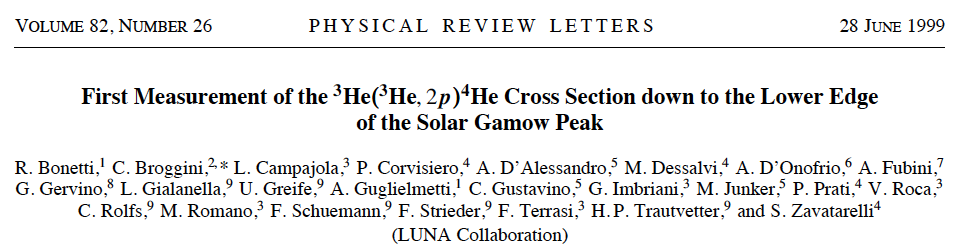 VOLUME 82, NUMBER 26 PHYSICAL REVIEW LETTERS 28 JUNE 1999
First Measurement of the ³He(³He, 2p)⁴He Cross Section down to the Lower Edge
of the Solar Gamow Peak
R. Bonetti,¹ C. Broggini,²,* L. Campajola,³ P. Corvisiero,⁴ A. D'Alessandro,⁵ M. Dessalvi,⁴ A. D'Onofrio,⁶ A. Fubini,⁷
G. Gervino,⁸ L. Gialanella,⁹ U. Greife,⁹ A. Guglielmetti,¹ C. Gustavino,⁵ G. Imbriani,³ M. Junker,⁵ P. Prati,⁴ V. Roca,³
C. Rolfs,⁹ M. Romano,³ F. Schuemann,⁹ F. Strieder,⁹ F. Terrasi,³ H. P. Trautvetter,⁹ and S. Zavatarelli⁴
(LUNA Collaboration)